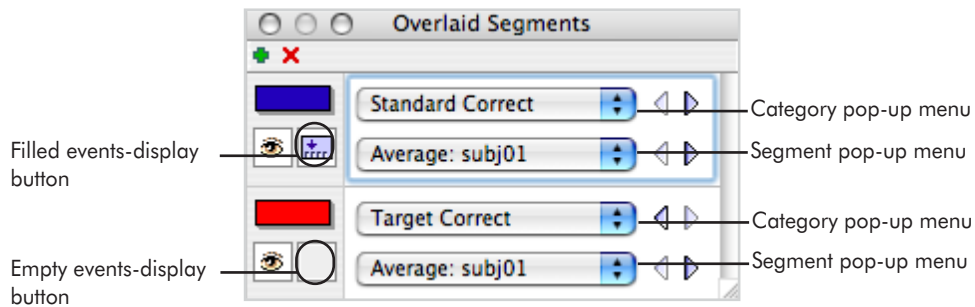 Overlaid Segments
Standard Correct
Category pop-up menu
Filled events-display
button
Average: subj01
Segment pop-up menu
Target Correct
Category pop-up menu
Empty events-display
button
Average: subj01
Segment pop-up menu